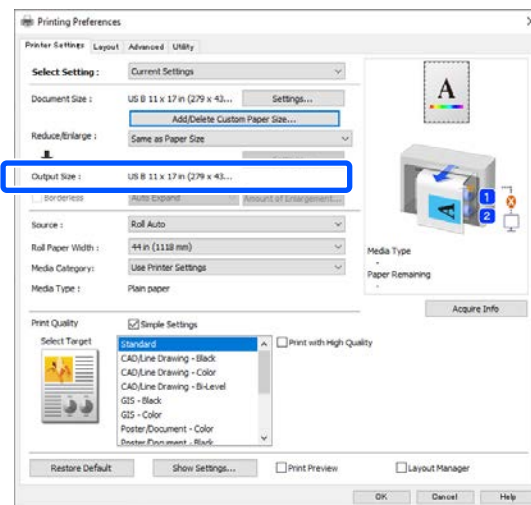 Printing Preferences
Printer Settings Layout Advanced Utility
Select Setting : Current Settings
Document Size : US B 11 x 17 in (279 x 43... Settings...
Add/Delete Custom Paper Size...
Reduce/Enlarge : Same as Paper Size
Output Size : US B 11 x 17 in (279 x 43...
Borderless Auto Expand Amount of Enlargement...
Source : Roll Auto
Roll Paper Width : 44 in (1118 mm)
Media Category: Use Printer Settings
Media Type : Plain paper
A
A
1
2
Media Type
-
Paper Remaining
-
Acquire Info
Print Quality Simple Settings
Select Target
Standard
CAD/Line Drawing - Black
CAD/Line Drawing - Color
CAD/Line Drawing - Bi-Level
GIS - Black
GIS - Color
Poster/Document - Color
Poster/Document - Black
Print with High Quality
Restore Default Show Settings... Print Preview Layout Manager
OK Cancel Help